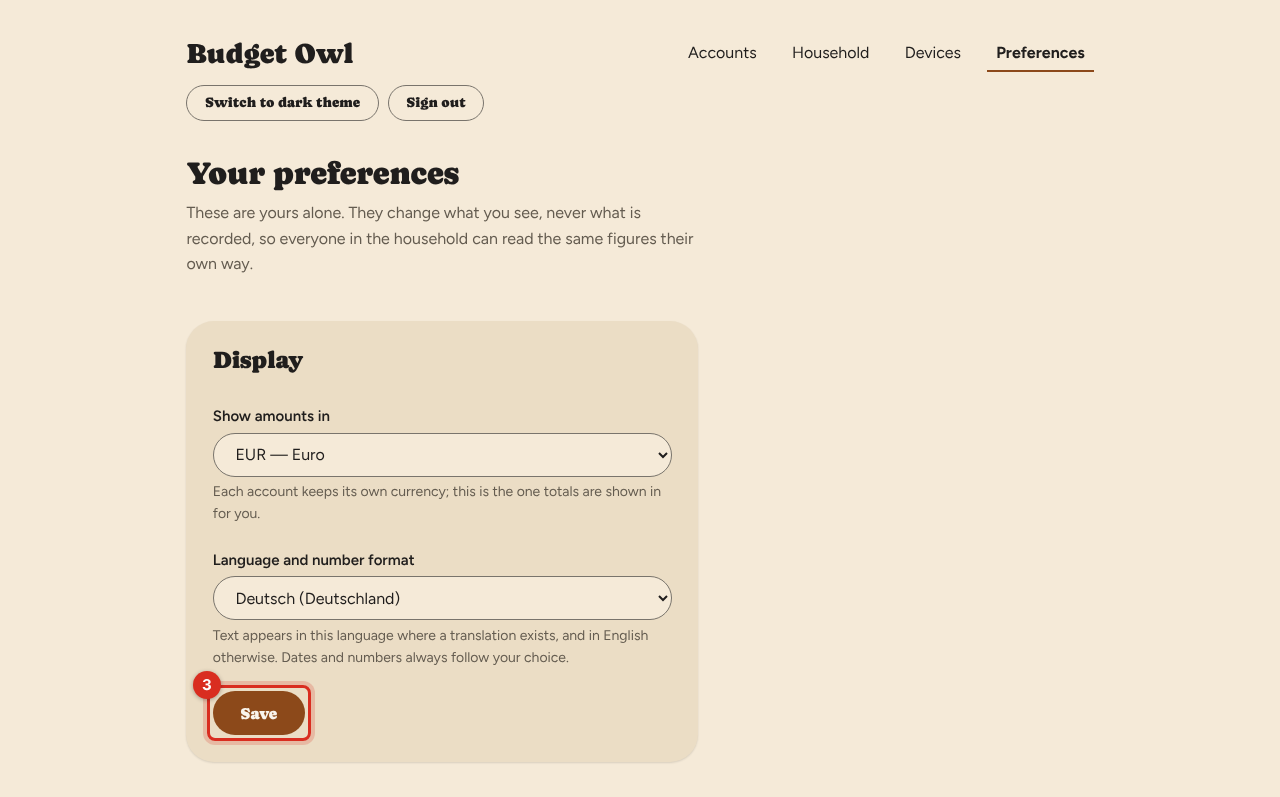 Budget Owl
Accounts
Household
Devices
Preferences
Switch to dark theme
Sign out
Your preferences
These are yours alone. They change what you see, never what is
recorded, so everyone in the household can read the same figures their
own way.
Display
Show amounts in
EUR — Euro
Each account keeps its own currency; this is the one totals are shown in
for you.
Language and number format
Deutsch (Deutschland)
Text appears in this language where a translation exists, and in English
otherwise. Dates and numbers always follow your choice.
3
Save